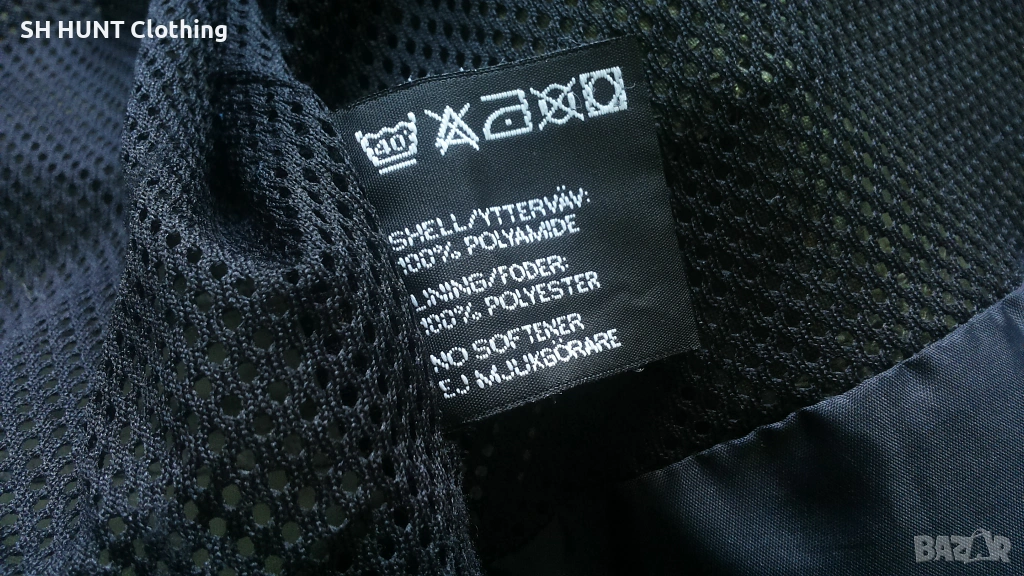 SH HUNT Clothing
40
SHELL/YTTERVÄV:
100% POLYAMIDE
LINING/FODER:
100% POLYESTER
NO SOFTENER
EJ MJUKGÖRARE
BAZAR